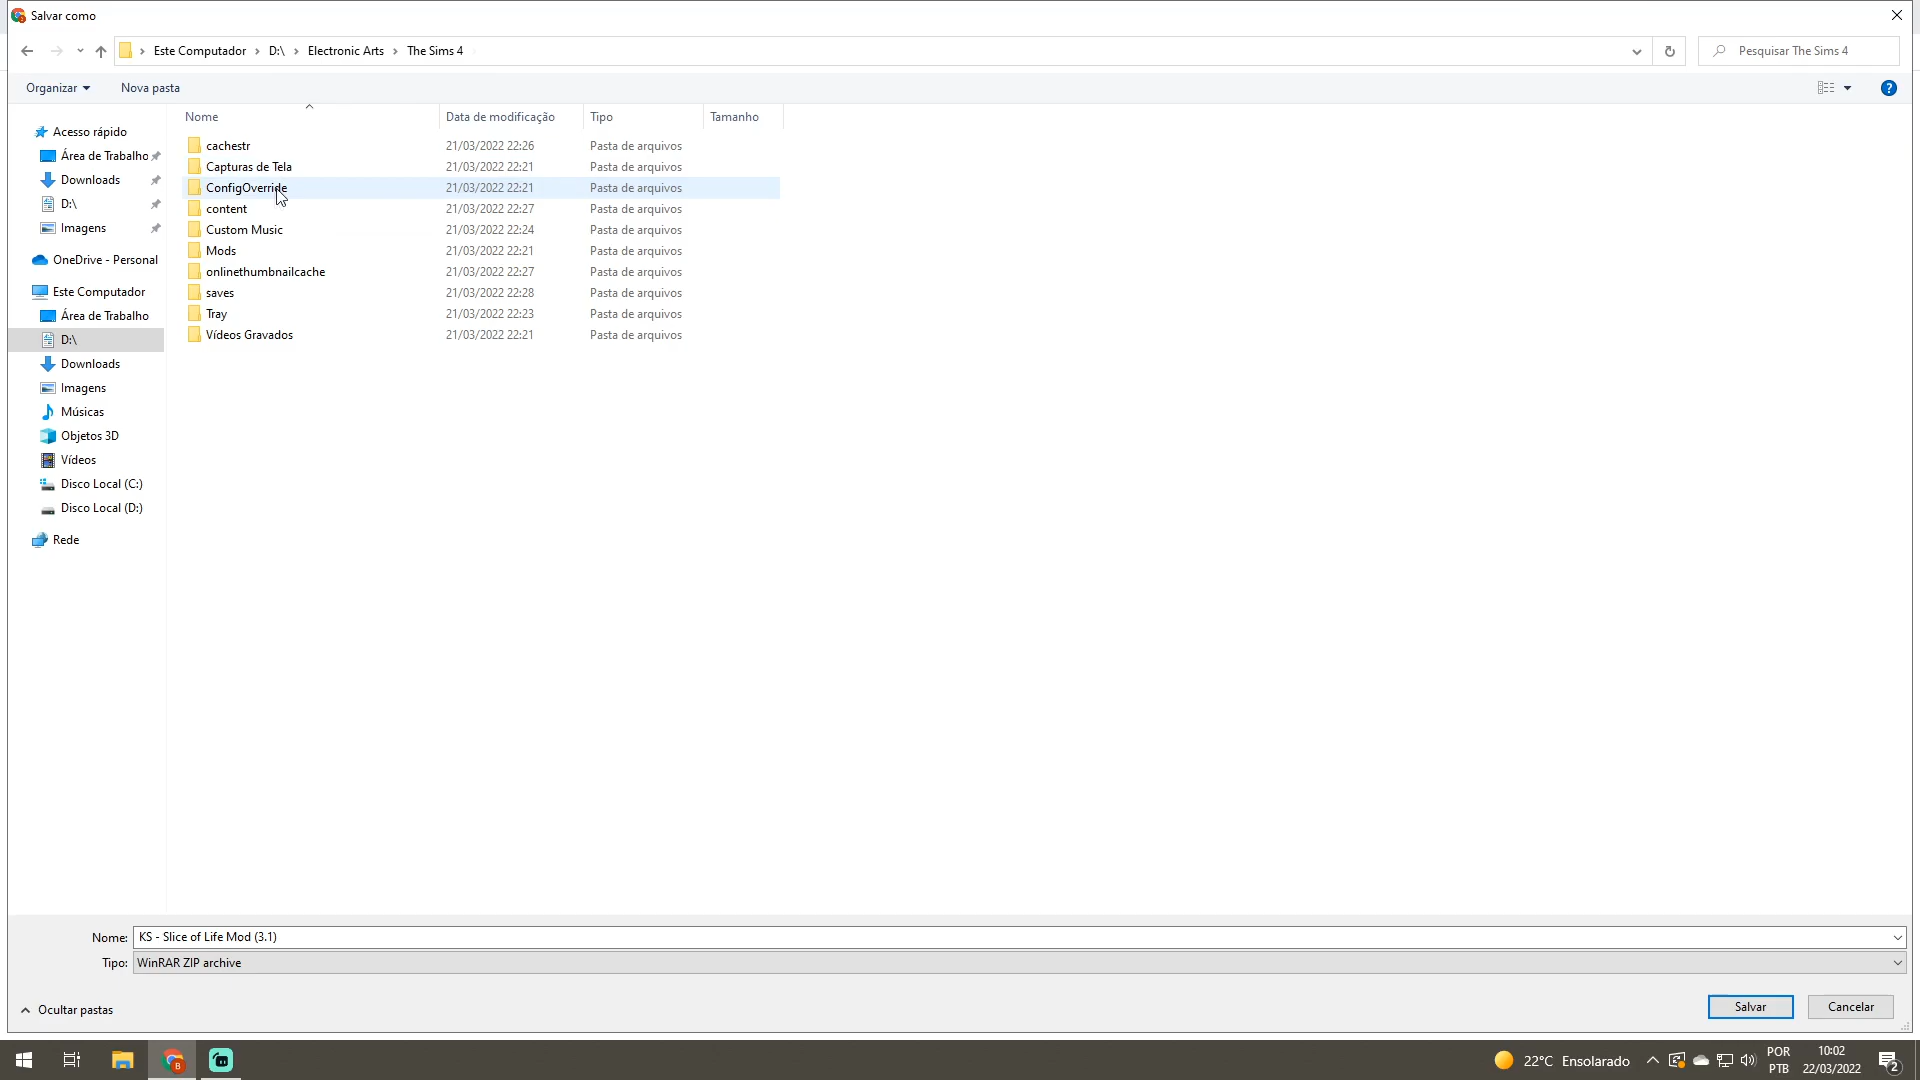 Salvar como
Este Computador > D:\ > Electronic Arts > The Sims 4
Pesquisar The Sims 4
Organizar
Nova pasta
?
Nome
Data de modificação
Tipo
Tamanho
Acesso rápido
Área de Trabalho
Downloads
D:\
Imagens
OneDrive - Personal
Este Computador
Área de Trabalho
D:\
Downloads
Imagens
Músicas
Objetos 3D
Vídeos
Disco Local (C:)
Disco Local (D:)
Rede
cachestr 21/03/2022 22:26 Pasta de arquivos
Capturas de Tela 21/03/2022 22:21 Pasta de arquivos
ConfigOverride 21/03/2022 22:21 Pasta de arquivos
content 21/03/2022 22:27 Pasta de arquivos
Custom Music 21/03/2022 22:24 Pasta de arquivos
Mods 21/03/2022 22:21 Pasta de arquivos
onlinethumbnailcache 21/03/2022 22:27 Pasta de arquivos
saves 21/03/2022 22:28 Pasta de arquivos
Tray 21/03/2022 22:23 Pasta de arquivos
Vídeos Gravados 21/03/2022 22:21 Pasta de arquivos
Nome: KS - Slice of Life Mod (3.1)
Tipo: WinRAR ZIP archive
Ocultar pastas
Salvar
Cancelar
B
22°C Ensolarado
POR
PTB
10:02
22/03/2022
2